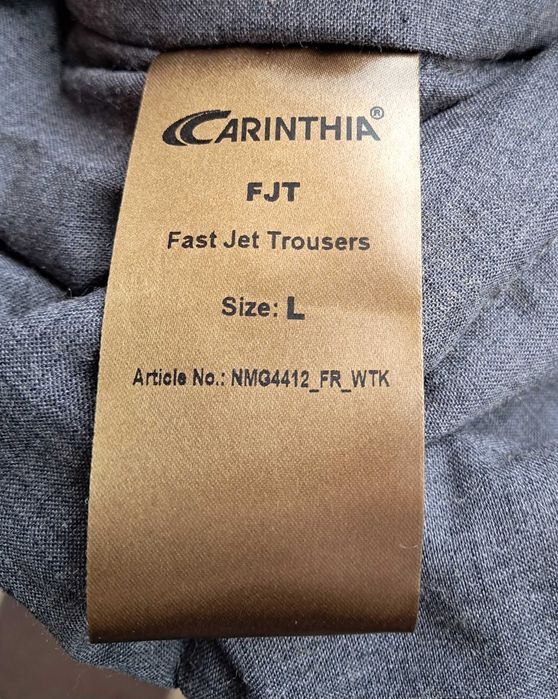 CARINTHIA®
FJT
Fast Jet Trousers
Size: L
Article No.: NMG4412_FR_WTK